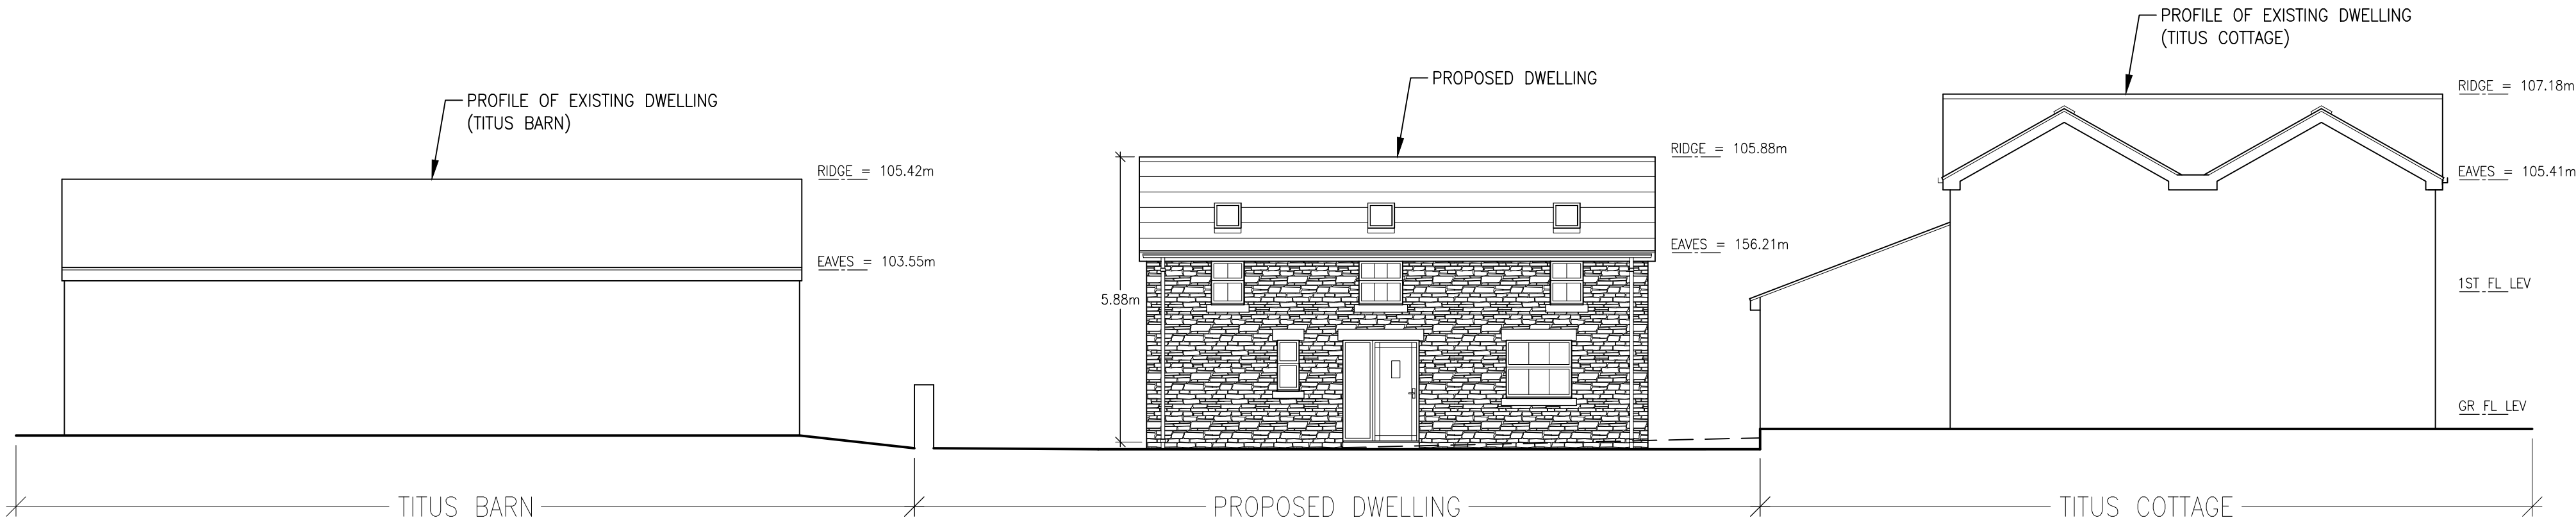 PROFILE OF EXISTING DWELLING
(TITUS BARN)
RIDGE = 105.42m
EAVES = 103.55m
PROPOSED DWELLING
RIDGE = 105.88m
EAVES = 156.21m
5.88m
PROFILE OF EXISTING DWELLING
(TITUS COTTAGE)
RIDGE = 107.18m
EAVES = 105.41m
1ST FL LEV
GR FL LEV
TITUS BARN
PROPOSED DWELLING
TITUS COTTAGE